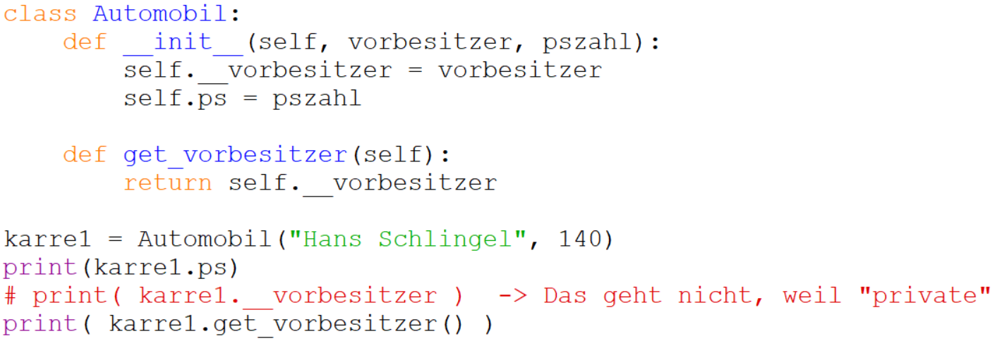 class Automobil:
    def __init__(self, vorbesitzer, pszahl):
        self.__vorbesitzer = vorbesitzer
        self.ps = pszahl

    def get_vorbesitzer(self):
        return self.__vorbesitzer

karre1 = Automobil("Hans Schlingel", 140)
print(karre1.ps)
# print( karre1.__vorbesitzer )  -> Das geht nicht, weil "private"
print( karre1.get_vorbesitzer() )